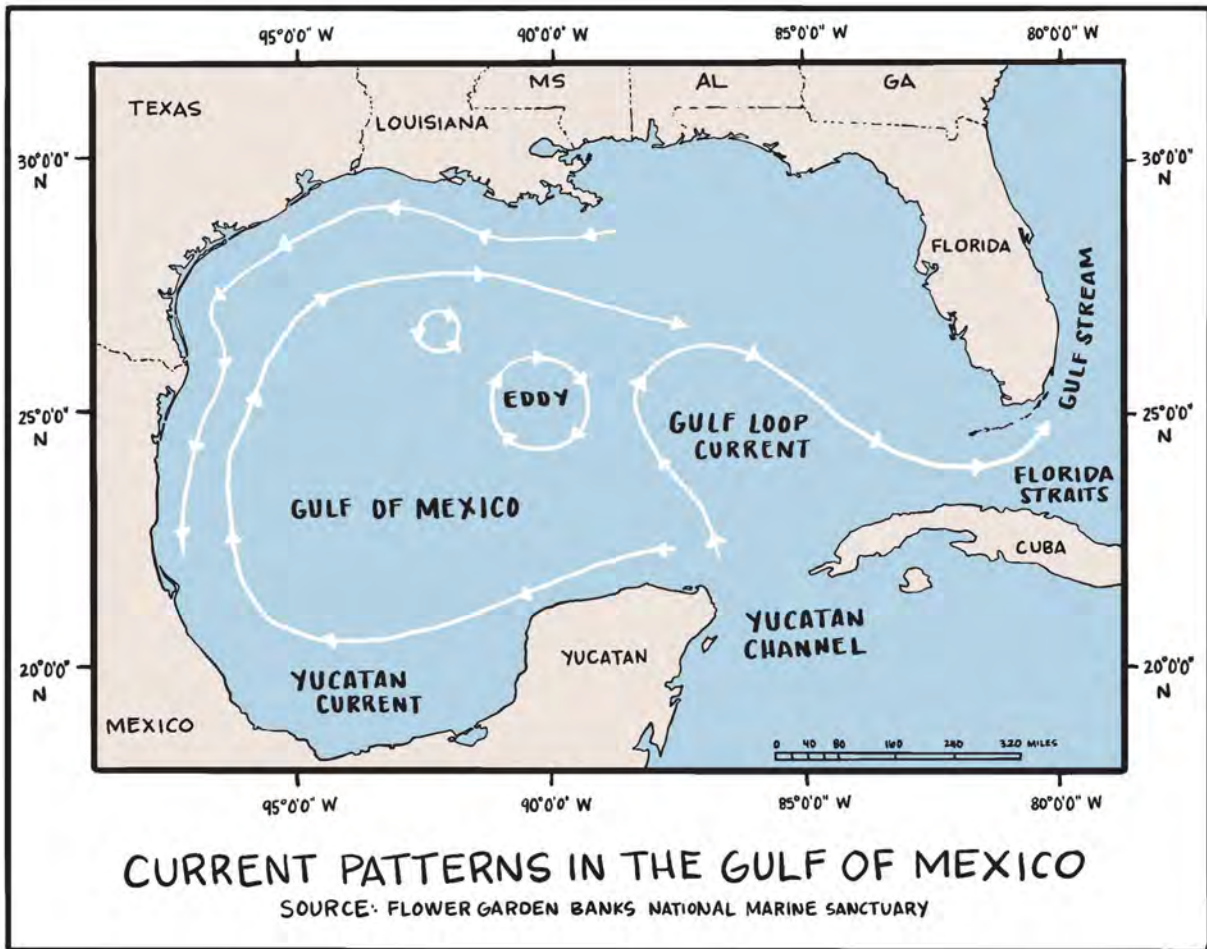 95°0'0" W
90°0'0" W
85°0'0" W
80°0'0" W
TEXAS
LOUISIANA
MS
AL
GA
30°0'0"
N
30°0'0"
N
FLORIDA
GULF STREAM
EDDY
GULF LOOP
CURRENT
25°0'0"
N
25°0'0"
N
GULF OF MEXICO
FLORIDA
STRAITS
CUBA
YUCATAN
CHANNEL
YUCATAN
20°0'0"
N
20°0'0"
N
YUCATAN
CURRENT
MEXICO
0 40 80 160 240 320 MILES
95°0'0" W
90°0'0" W
85°0'0" W
80°0'0" W
CURRENT PATTERNS IN THE GULF OF MEXICO
SOURCE: FLOWER GARDEN BANKS NATIONAL MARINE SANCTUARY